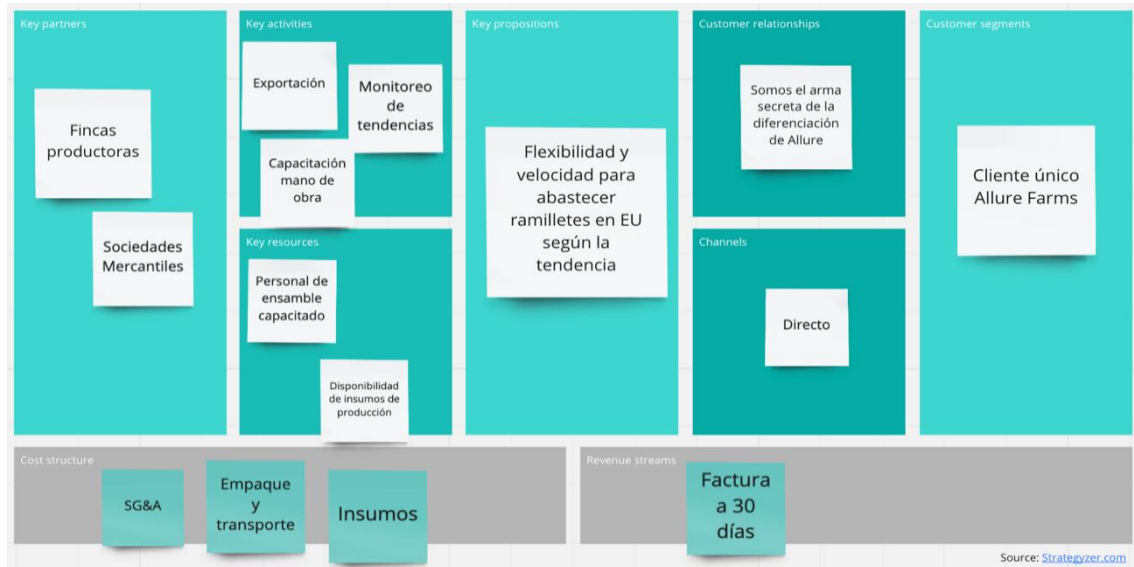 Key partners
Fincas
productoras
Sociedades
Mercantiles
Key activities
Exportación
Monitoreo
de
tendencias
Capacitación
mano de
obra
Key resources
Personal de
ensamble
capacitado
Disponibilidad
de insumos de
producción
Key propositions
Flexibilidad y
velocidad para
abastecer
ramilletes en EU
según la
tendencia
Customer relationships
Somos el arma
secreta de la
diferenciación
de Allure
Channels
Directo
Customer segments
Cliente único
Allure Farms
Cost structure
SG&A
Empaque
y
transporte
Insumos
Revenue streams
Factura
a 30
días
Source: Strategyzer.com